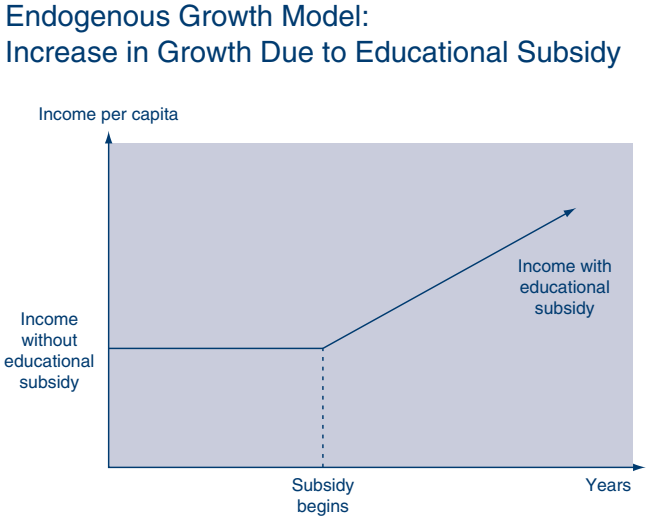 Endogenous Growth Model:
Increase in Growth Due to Educational Subsidy
Income per capita
Income with
educational
subsidy
Income
without
educational
subsidy
Subsidy
begins
Years